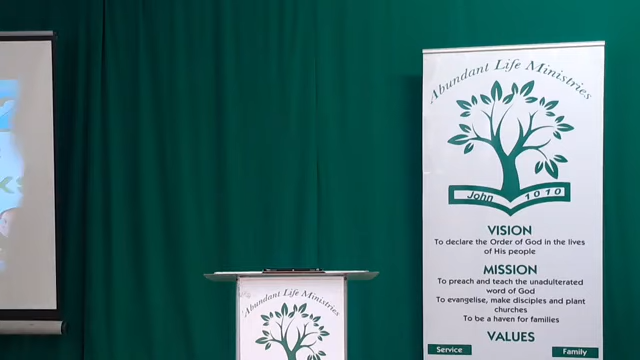 Abundant Life Ministries
John 10 10
VISION
To declare the Order of God in the lives
of His people
MISSION
To preach and teach the unadulterated
word of God
To evangelise, make disciples and plant
churches
To be a haven for families
VALUES
Service
Family
Abundant Life Ministries